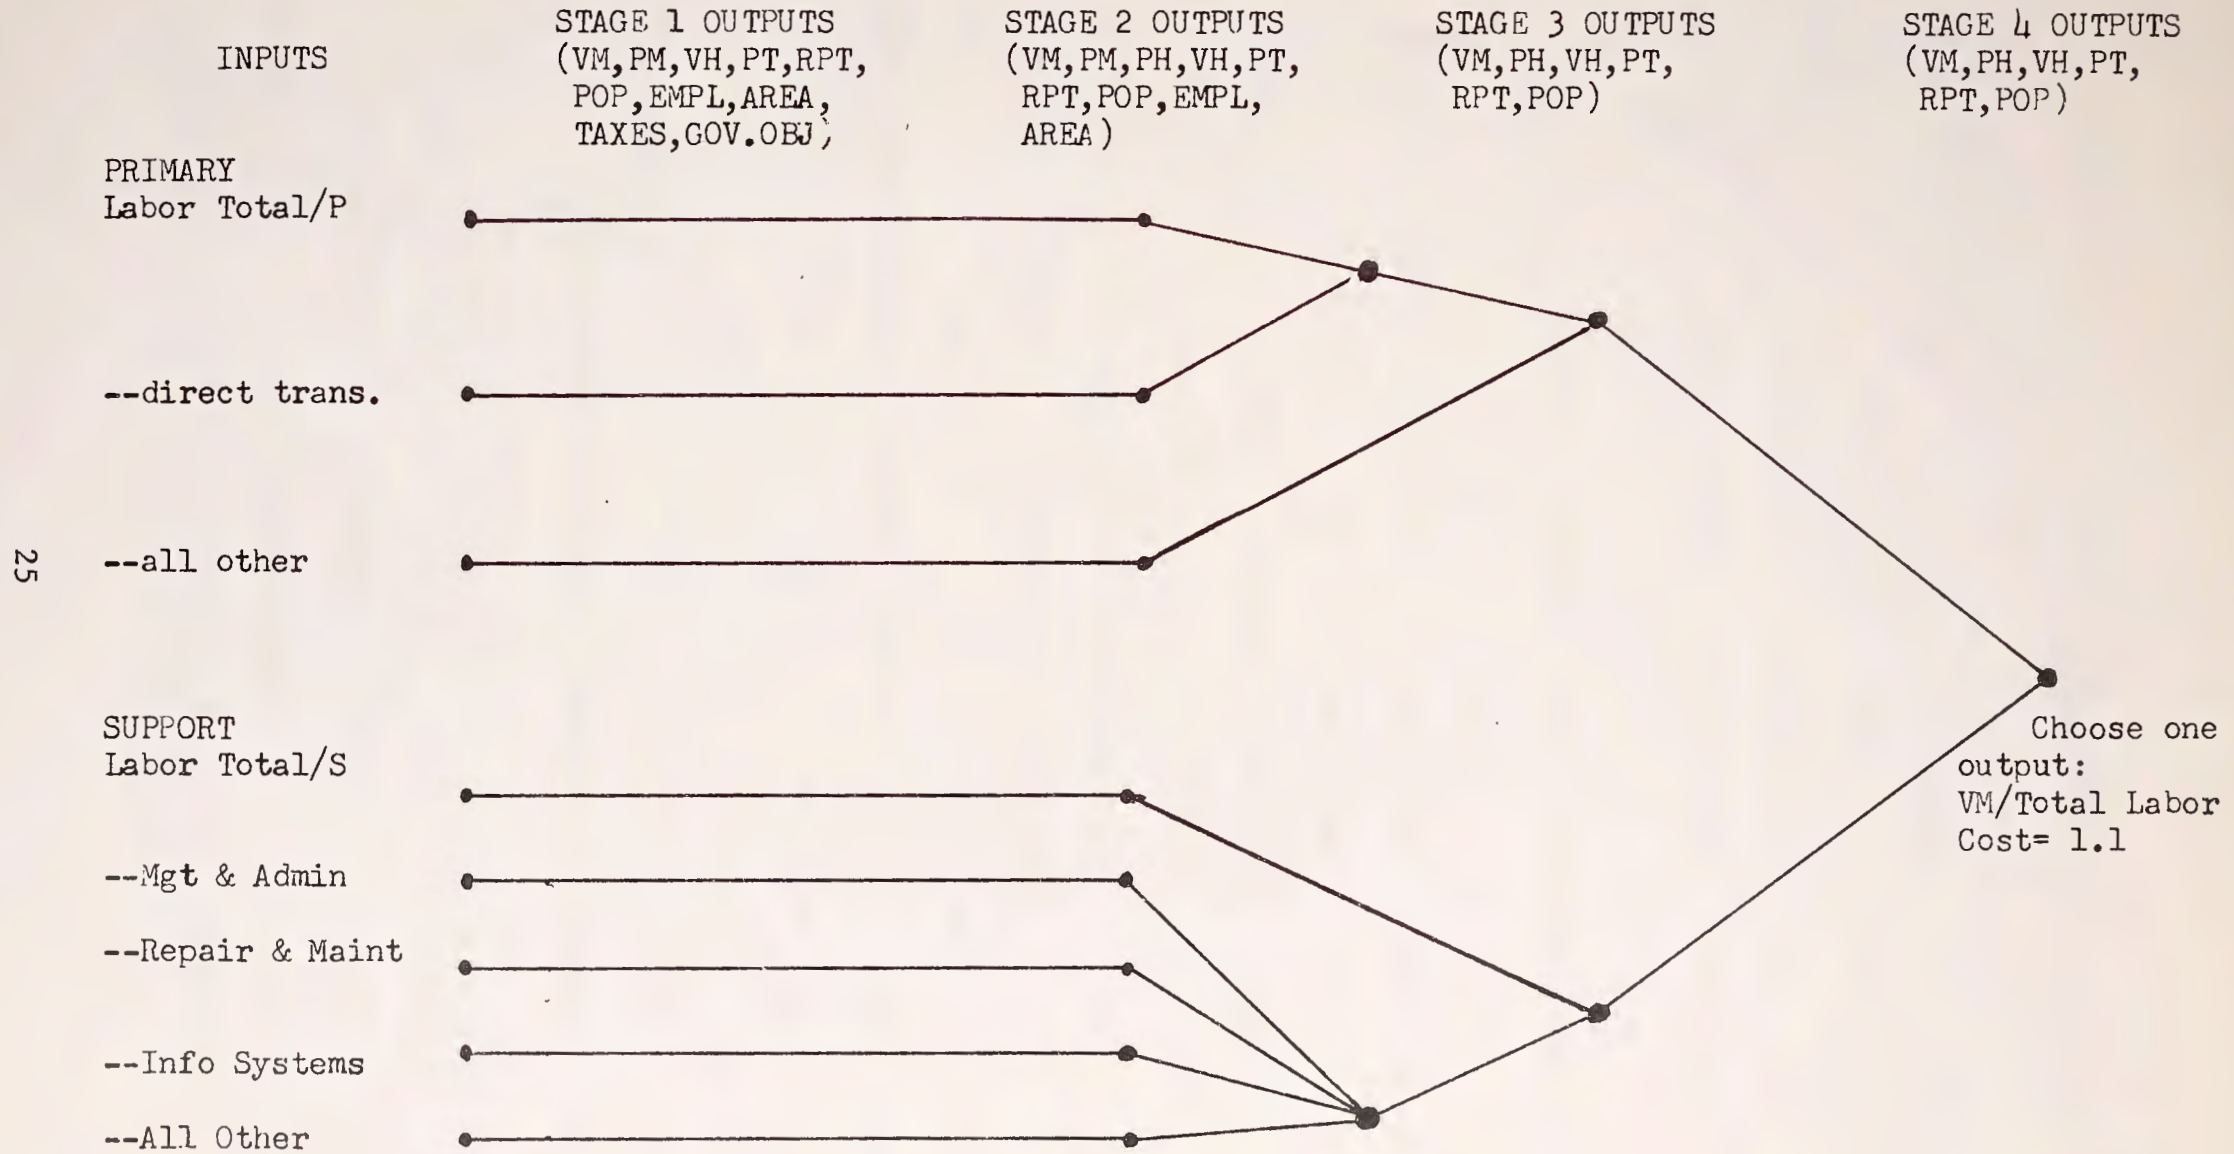 INPUTS
STAGE 1 OUTPUTS
(VM,PM,VH,PT,RPT,
POP,EMPL,AREA,
TAXES,GOV.OBJ)
STAGE 2 OUTPUTS
(VM,PM,PH,VH,PT,
RPT,POP,EMPL,
AREA)
STAGE 3 OUTPUTS
(VM,PH,VH,PT,
RPT,POP)
STAGE 4 OUTPUTS
(VM,PH,VH,PT,
RPT,POP)
PRIMARY
Labor Total/P
--direct trans.
--all other
SUPPORT
Labor Total/S
--Mgt & Admin
--Repair & Maint
--Info Systems
--All Other
Choose one
output:
VM/Total Labor
Cost= 1.1
25